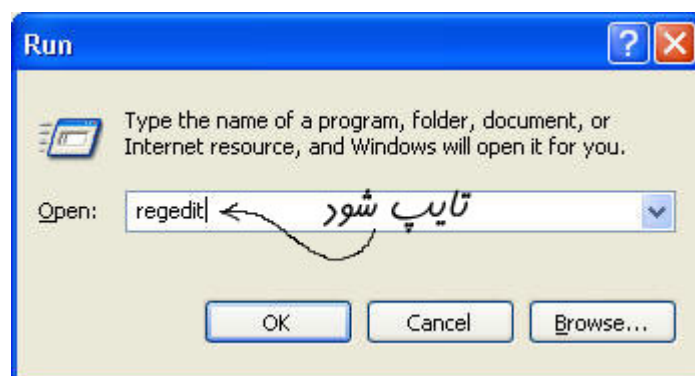 Run
Type the name of a program, folder, document, or
Internet resource, and Windows will open it for you.
Open: regedit تایپ شود
OK Cancel Browse...